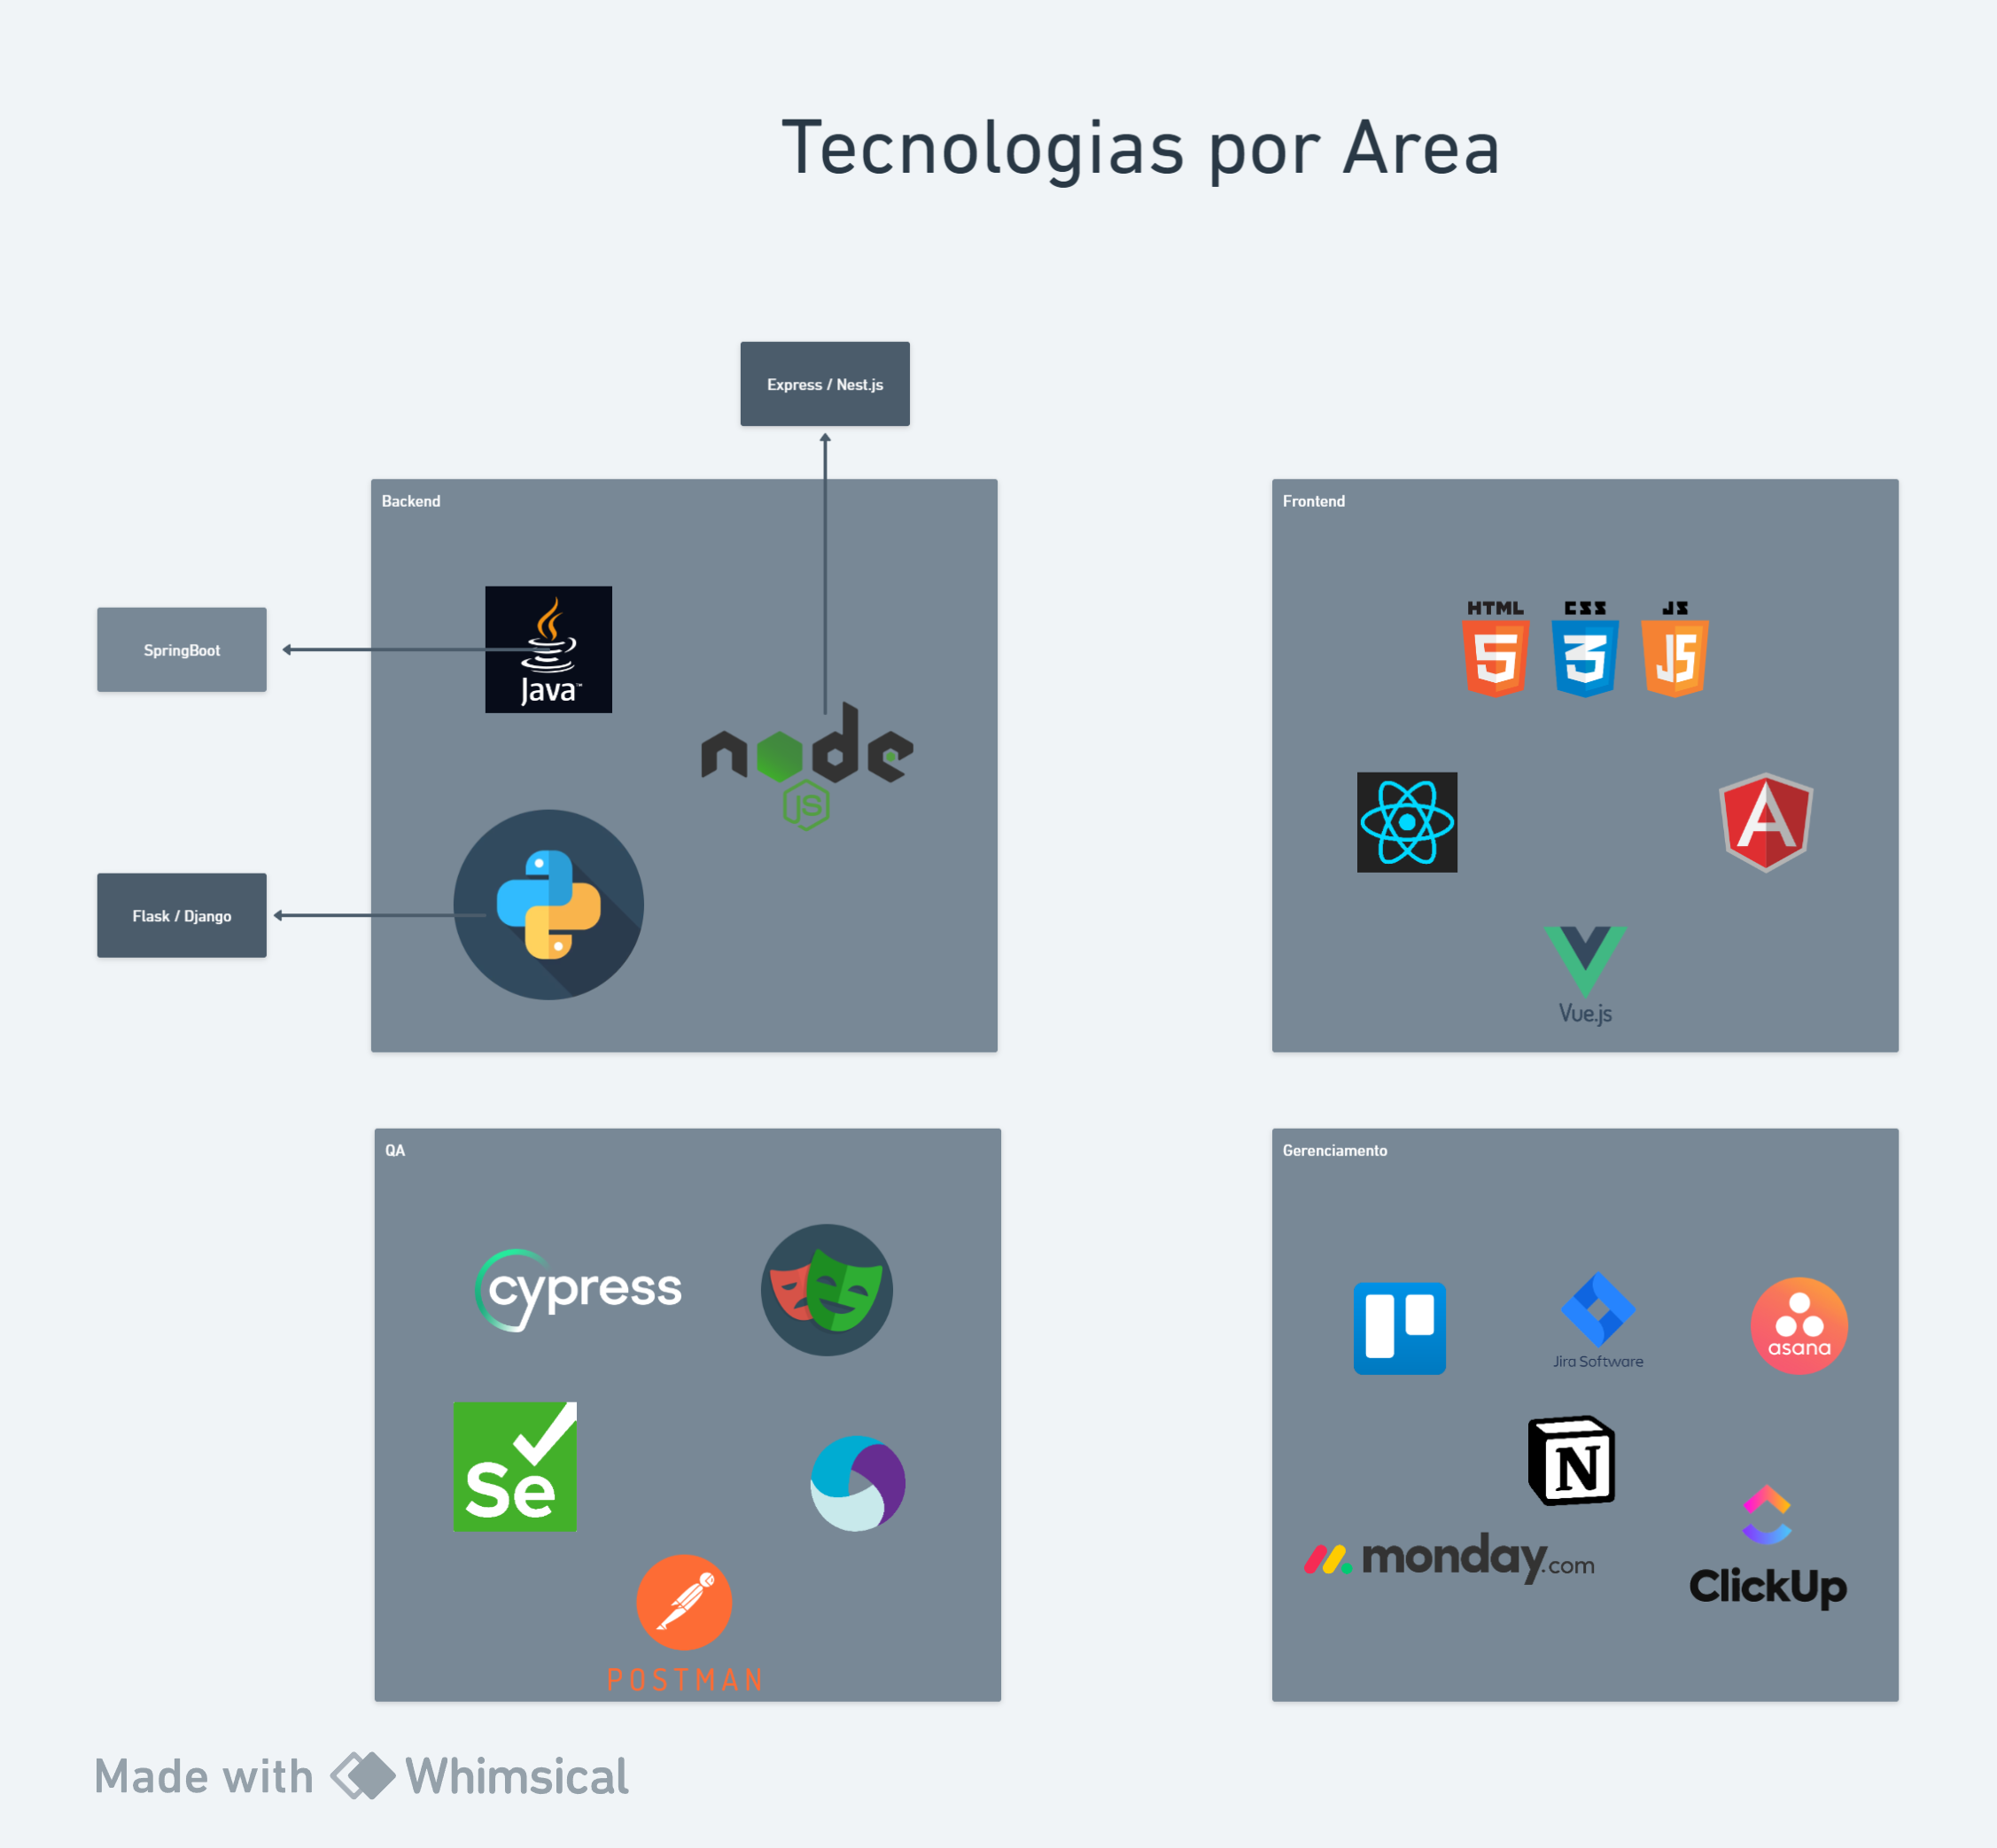 Tecnologias por Area
Express / Nest.js
Backend
SpringBoot
Java™
node
JS
Flask / Django
Frontend
HTML CSS JS
5 3 JS
A
Vue.js
QA
cypress
Se
POSTMAN
Gerenciamento
Jira Software
asana
N
monday.com
ClickUp
Made with Whimsical